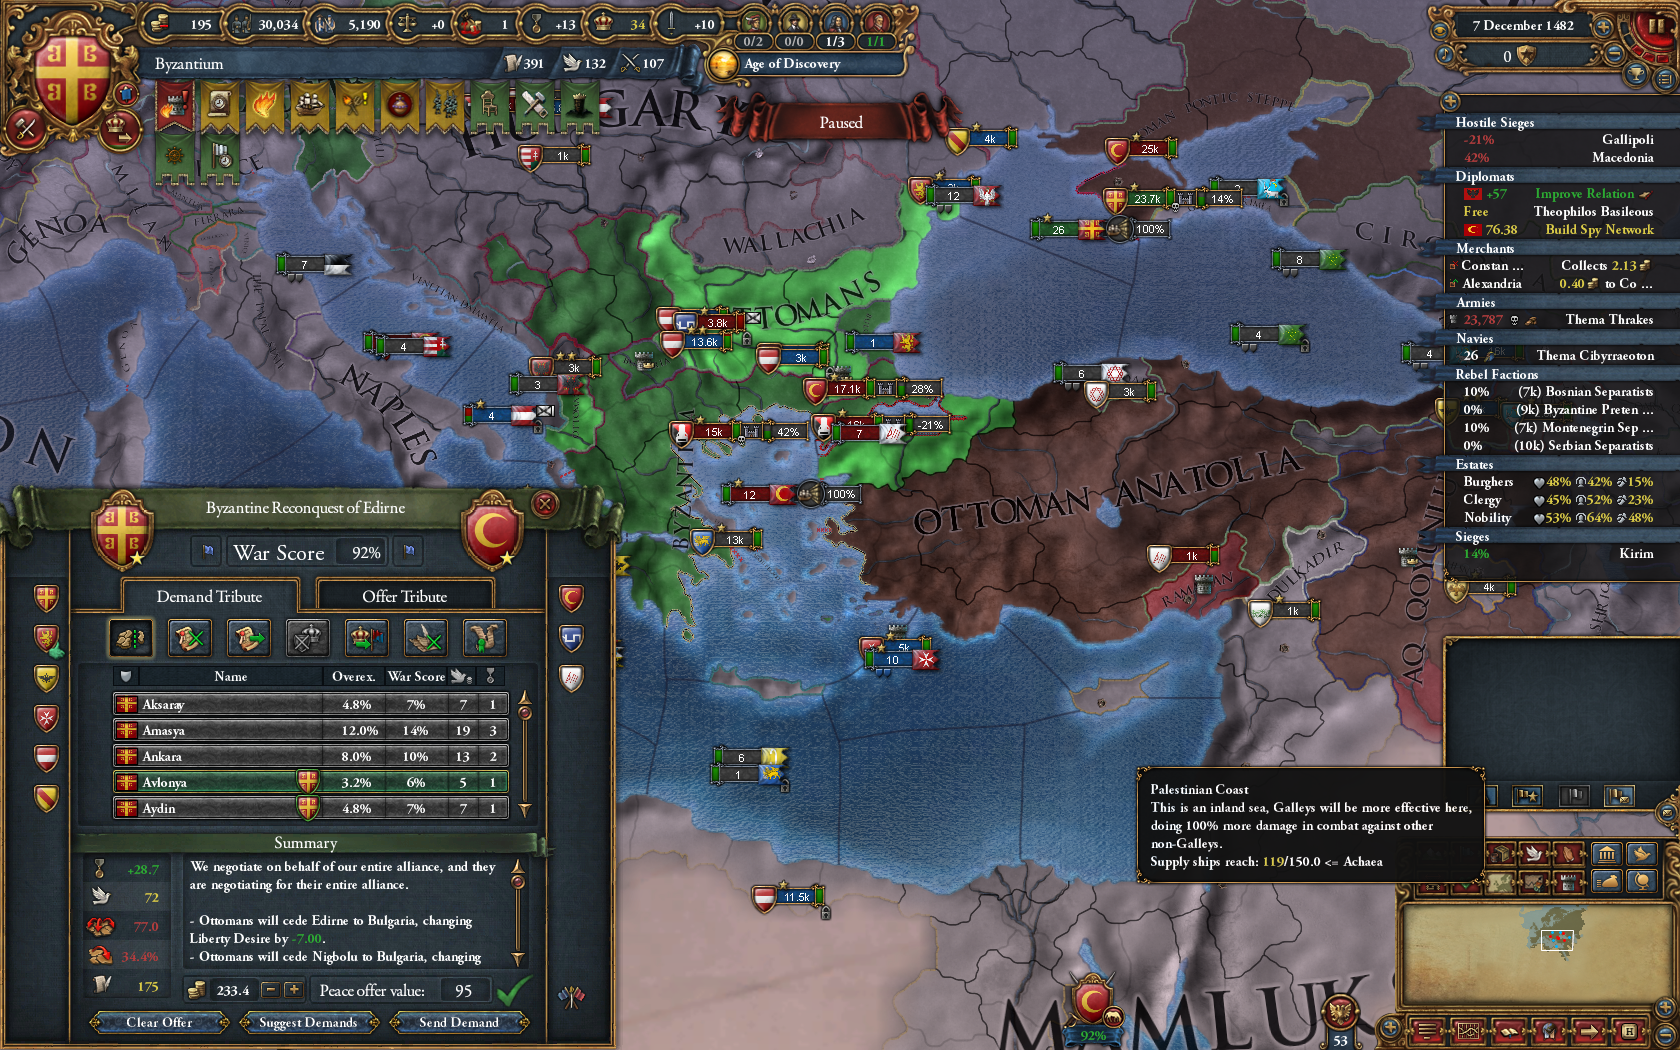 195
30,034
5,190
+0
1
+13
34
+10
0/2
0/0
1/3
1/1
7 December 1482
0
Byzantium
391
132
107
Age of Discovery
Paused
Hostile Sieges
-21% Gallipoli
42% Macedonia
Diplomats
+57 Improve Relation
Free Theophilos Basileous
76.38 Build Spy Network
Merchants
Constan ... Collects 2.13
Alexandria 0.40 to Co ...
Armies
23,787 Thema Thrakes
Navies
26 Thema Cibyrraeoton
Rebel Factions
10% (7k) Bosnian Separatists
0% (9k) Byzantine Preten ...
10% (7k) Montenegrin Sep ...
0% (10k) Serbian Separatists
Estates
Burghers 48% 42% 15%
Clergy 45% 52% 23%
Nobility 53% 64% 48%
Sieges
14% Kirim
GENOA
MILAN
FERRARA
VENETIAN DALMATIA
NAPLES
WALLACHIA
OTTOMANS
BYZANTIUM
OTTOMAN ANATOLIA
DULKADIR
AQ QOYUNLU
MAMLUKS
PONTIC STEPPE
1k
4k
25k
12
23.7k
14%
26
100%
7
8
3.8k
13.6k
4
1
3k
4
3k
3
17.1k
28%
6
3k
4
4
15k
42%
7
-21%
12
100%
13k
1k
1k
4k
5k
10
6
1
11.5k
Byzantine Reconquest of Edirne
War Score 92%
Demand Tribute
Offer Tribute
Name Overex. War Score
Aksaray 4.8% 7% 7 1
Amasya 12.0% 14% 19 3
Ankara 8.0% 10% 13 2
Avlonya 3.2% 6% 5 1
Aydin 4.8% 7% 7 1
Summary
+28.7
72
77.0
34.4%
175
We negotiate on behalf of our entire alliance, and they
are negotiating for their entire alliance.
- Ottomans will cede Edirne to Bulgaria, changing
Liberty Desire by -7.00.
- Ottomans will cede Nigbolu to Bulgaria, changing
233.4
Peace offer value: 95
Clear Offer
Suggest Demands
Send Demand
Palestinian Coast
This is an inland sea, Galleys will be more effective here,
doing 100% more damage in combat against other
non-Galleys.
Supply ships reach: 119/150.0 <= Achaea
92%
53